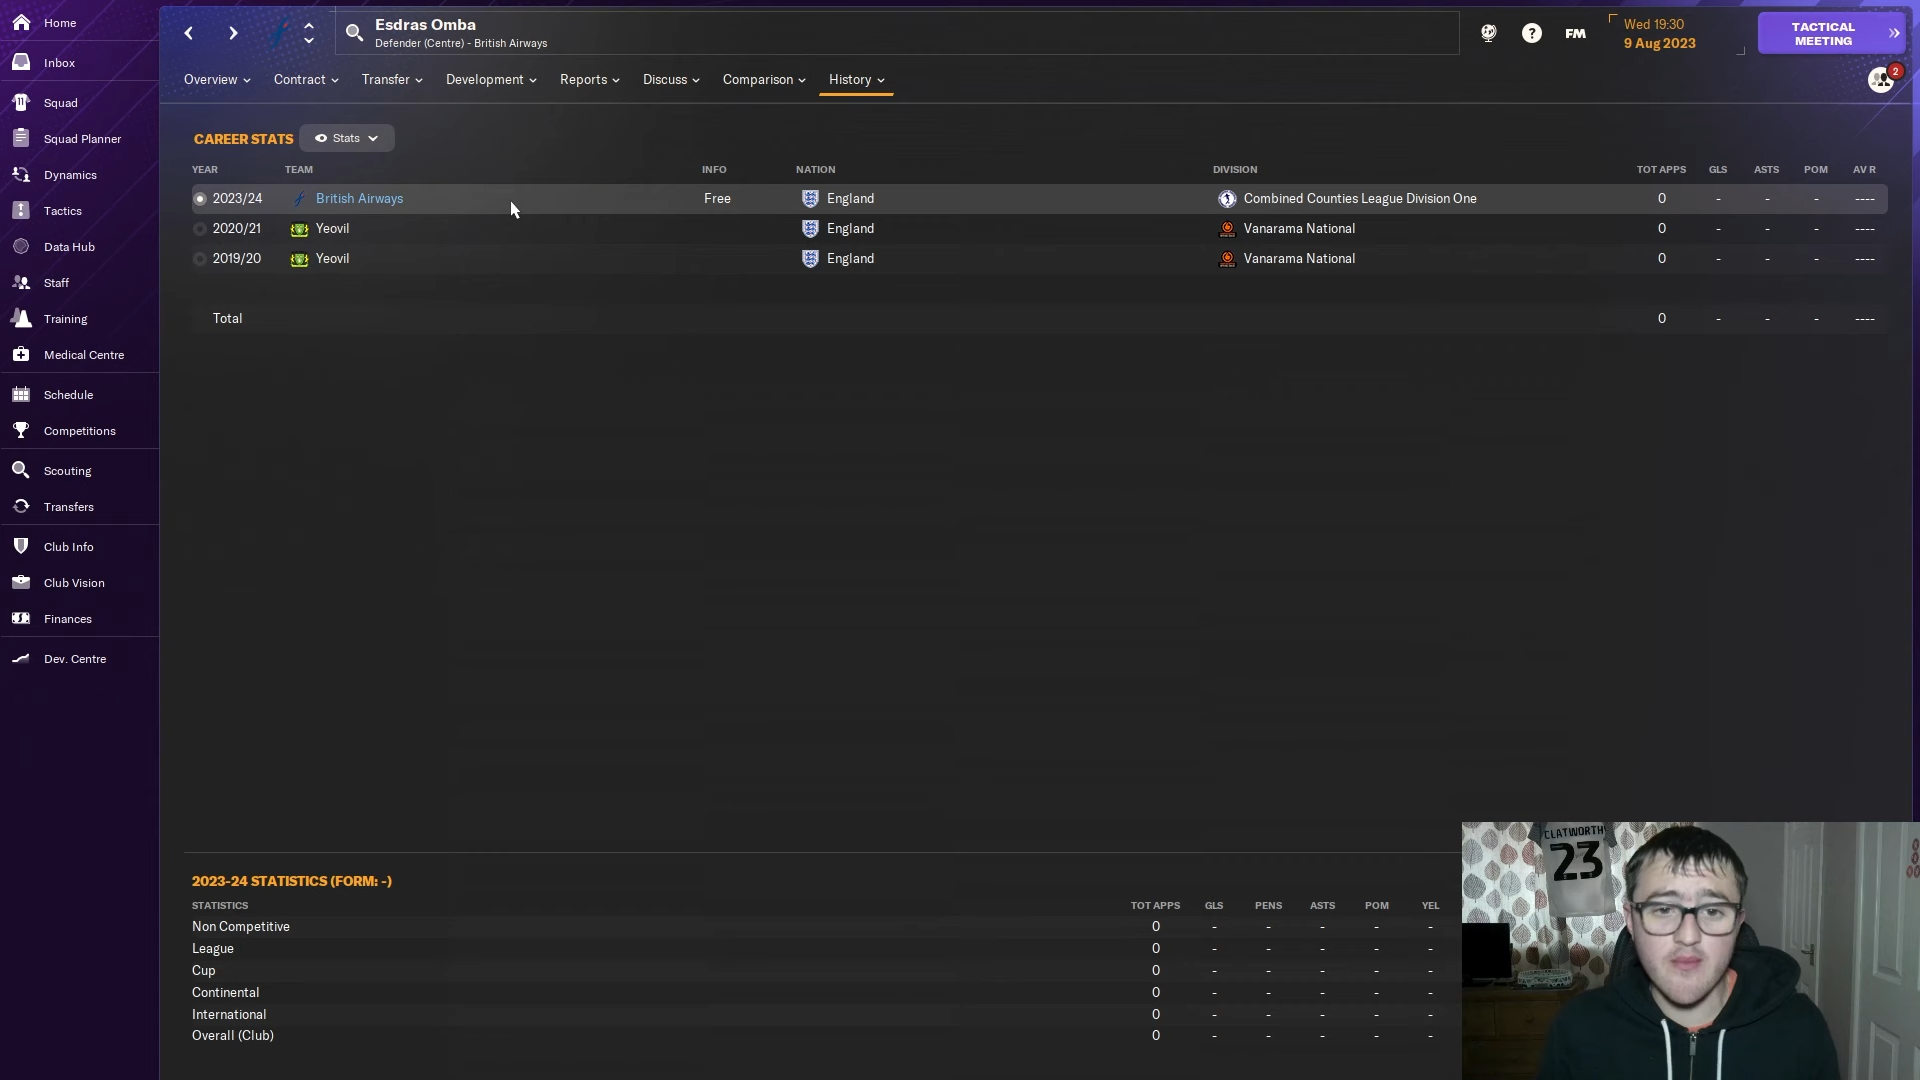 Home
Inbox
Squad
Squad Planner
Dynamics
Tactics
Data Hub
Staff
Training
Medical Centre
Schedule
Competitions
Scouting
Transfers
Club Info
Club Vision
Finances
Dev. Centre
Esdras Omba
Defender (Centre) - British Airways
? FM
Wed 19:30
9 Aug 2023
TACTICAL
MEETING
2
Overview Contract Transfer Development Reports Discuss Comparison History
CAREER STATS Stats
YEAR TEAM INFO NATION DIVISION TOT APPS GLS ASTS POM AV R
2023/24 British Airways Free England Combined Counties League Division One 0 - - - ----
2020/21 Yeovil England Vanarama National 0 - - - ----
2019/20 Yeovil England Vanarama National 0 - - - ----
Total 0 - - - ----
2023-24 STATISTICS (FORM: -)
STATISTICS TOT APPS GLS PENS ASTS POM YEL
Non Competitive 0 - - - - -
League 0 - - - - -
Cup 0 - - - - -
Continental 0 - - - - -
International 0 - - - - -
Overall (Club) 0 - - - - -
CLATWORTHY
23